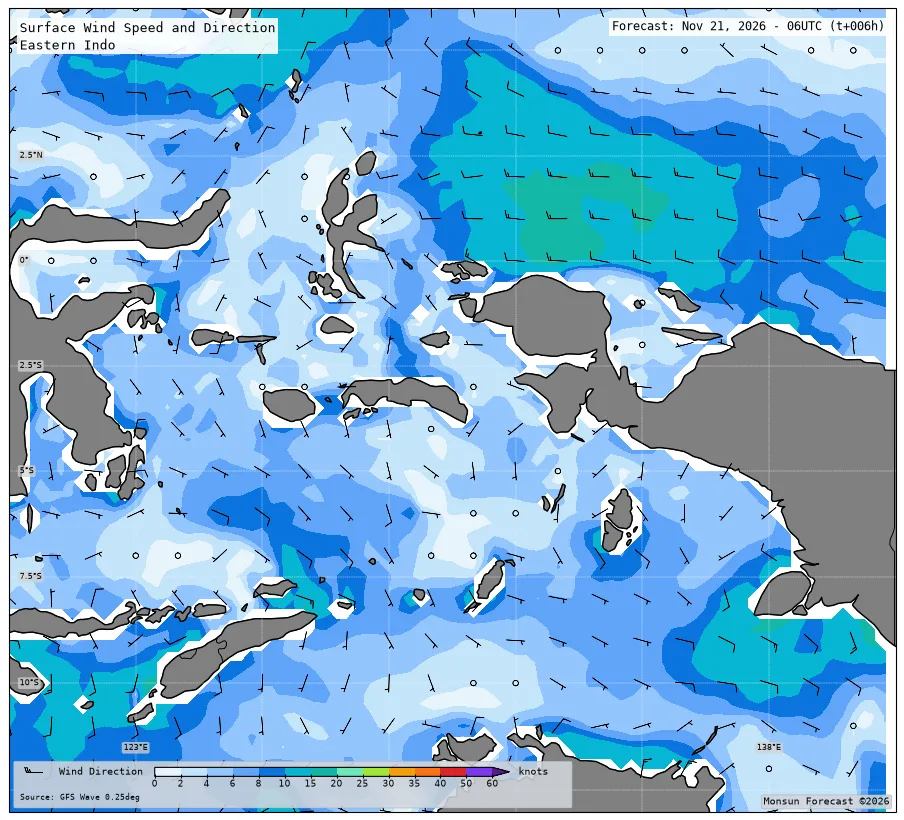 Surface Wind Speed and Direction
Eastern Indo
Forecast: Nov 21, 2026 - 06UTC (t+006h)
2.5°N
0°
2.5°S
5°S
7.5°S
10°S
123°E
138°E
Wind Direction
knots
0 2 4 6 8 10 15 20 25 30 35 40 50 60
Source: GFS Wave 0.25deg
Monsun Forecast ©2026